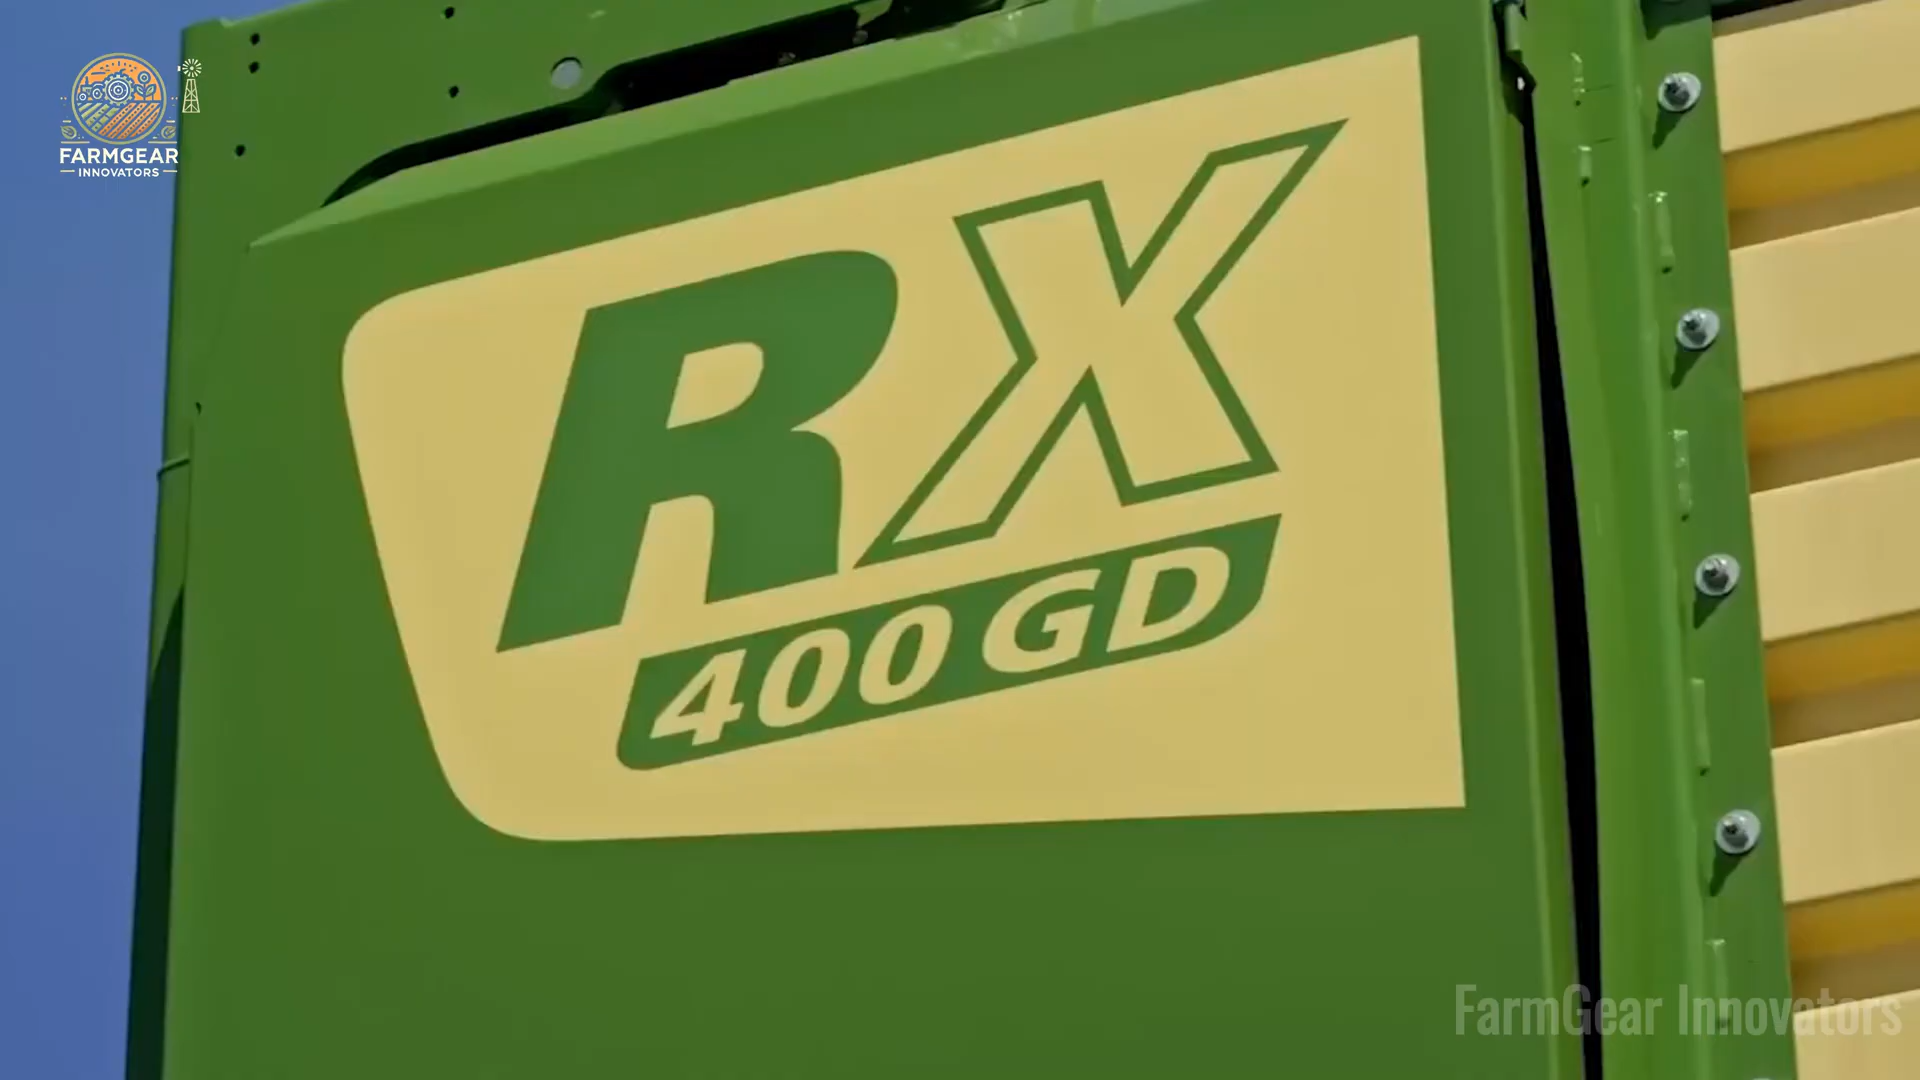 FARMGEAR
INNOVATORS
RX
400 GD
FarmGear Innovators